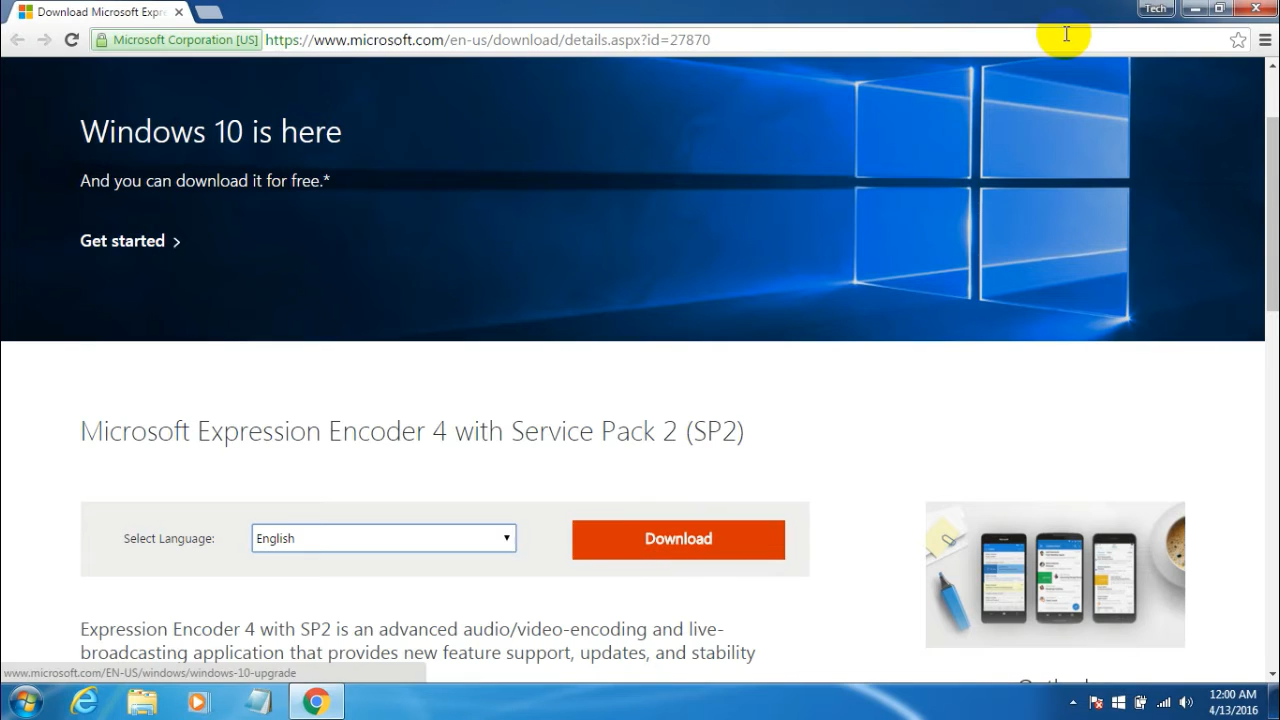 Download Microsoft Expr
Tech
Microsoft Corporation [US]
https://www.microsoft.com/en-us/download/details.aspx?id=27870
Windows 10 is here
And you can download it for free.*
Get started >
Microsoft Expression Encoder 4 with Service Pack 2 (SP2)
Select Language:
English
Download
Expression Encoder 4 with SP2 is an advanced audio/video-encoding and live-
broadcasting application that provides new feature support, updates, and stability
www.microsoft.com/EN-US/windows/windows-10-upgrade
12:00 AM
4/13/2016